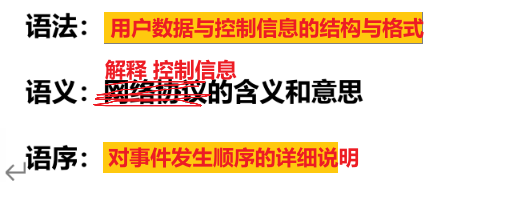 语法：用户数据与控制信息的结构与格式
解释 控制信息
语义：网络协议的含义和意思
语序：对事件发生顺序的详细说明